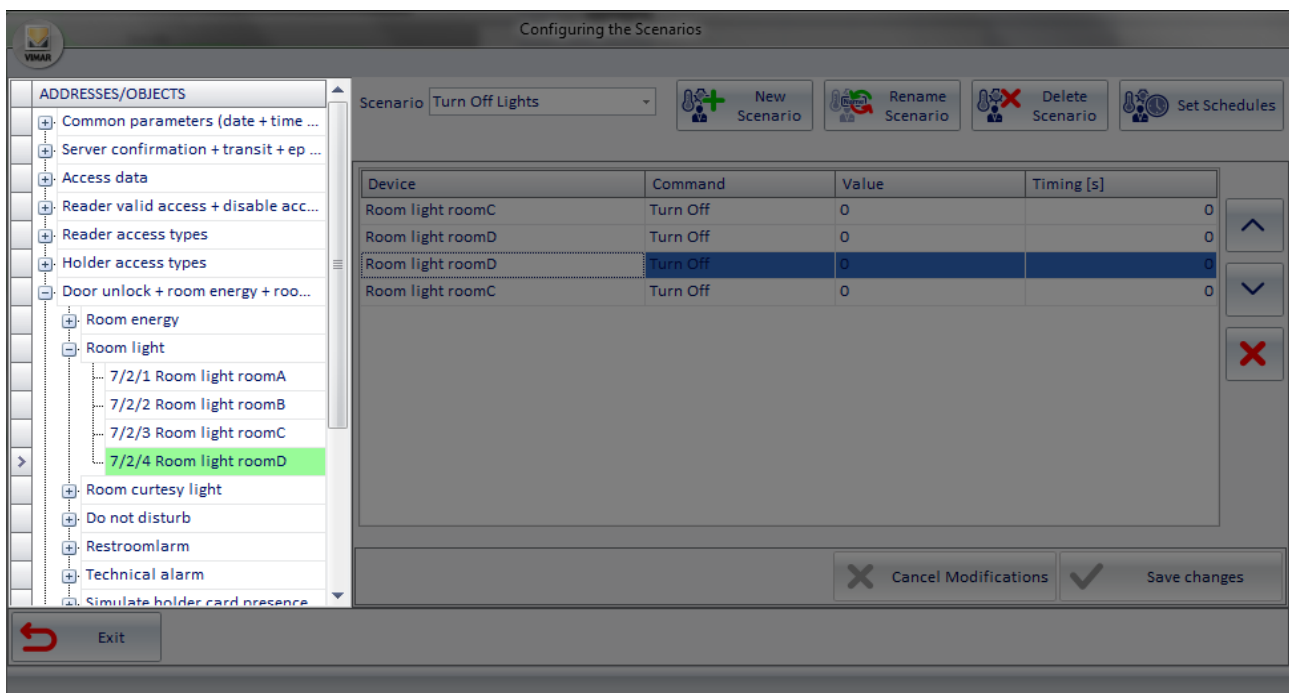 Configuring the Scenarios
VIMAR
ADDRESSES/OBJECTS
Common parameters (date + time ...
Server confirmation + transit + ep ...
Access data
Reader valid access + disable acc...
Reader access types
Holder access types
Door unlock + room energy + roo...
Room energy
Room light
7/2/1 Room light roomA
7/2/2 Room light roomB
7/2/3 Room light roomC
7/2/4 Room light roomD
Room curtesy light
Do not disturb
Restroomlarm
Technical alarm
Simulate holder card presence
Scenario Turn Off Lights
New
Scenario
Rename
Scenario
Delete
Scenario
Set Schedules
Device Command Value Timing [s]
Room light roomC Turn Off 0 0
Room light roomD Turn Off 0 0
Room light roomD Turn Off 0 0
Room light roomC Turn Off 0 0
Cancel Modifications
Save changes
Exit